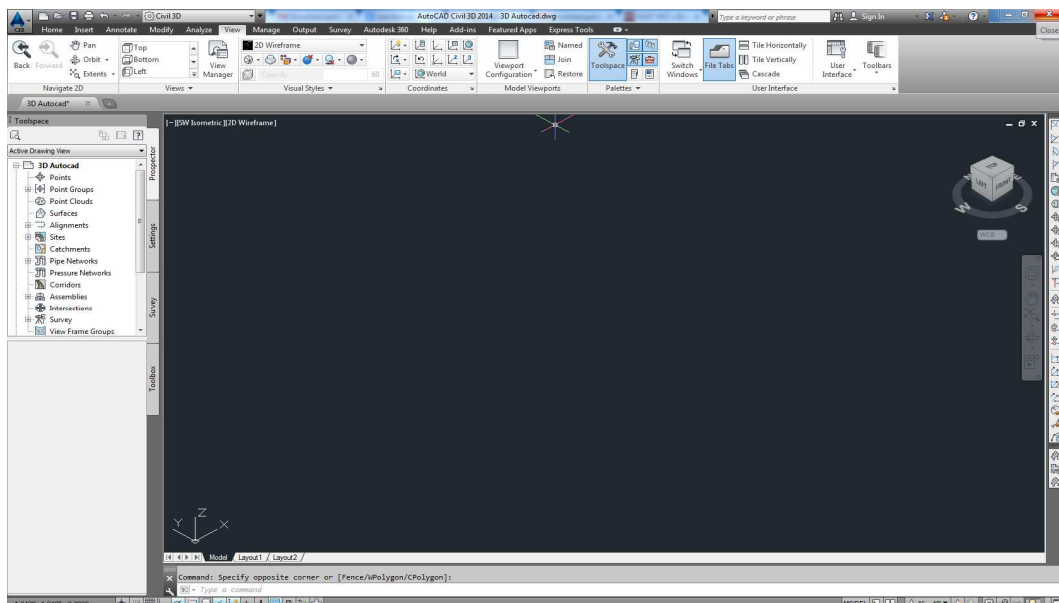 Civil 3D
AutoCAD Civil 3D 2014 3D Autocad.dwg
Type a keyword or phrase
Sign In
Close
Home Insert Annotate Modify Analyze View Manage Output Survey Autodesk 360 Help Add-ins Featured Apps Express Tools
Back Forward
Pan
Orbit
Extents
Top
Bottom
Left
View Manager
2D Wireframe
Opacity 60
World
Viewport Configuration
Named
Join
Restore
Toolspace
Switch Windows
File Tabs
Tile Horizontally
Tile Vertically
Cascade
User Interface
Toolbars
Navigate 2D Views Visual Styles Coordinates Model Viewports Palettes User Interface
3D Autocad*
Toolspace
Active Drawing View
3D Autocad
Points
Point Groups
Point Clouds
Surfaces
Alignments
Sites
Catchments
Pipe Networks
Pressure Networks
Corridors
Assemblies
Intersections
Survey
View Frame Groups
Prospector
Settings
Survey
Toolbox
[-][SW Isometric][2D Wireframe]
TOP
LEFT
FRONT
W
S
WCS
Z
Y
X
Model Layout1 Layout2
Command: Specify opposite corner or [Fence/WPolygon/CPolygon]:
Type a command